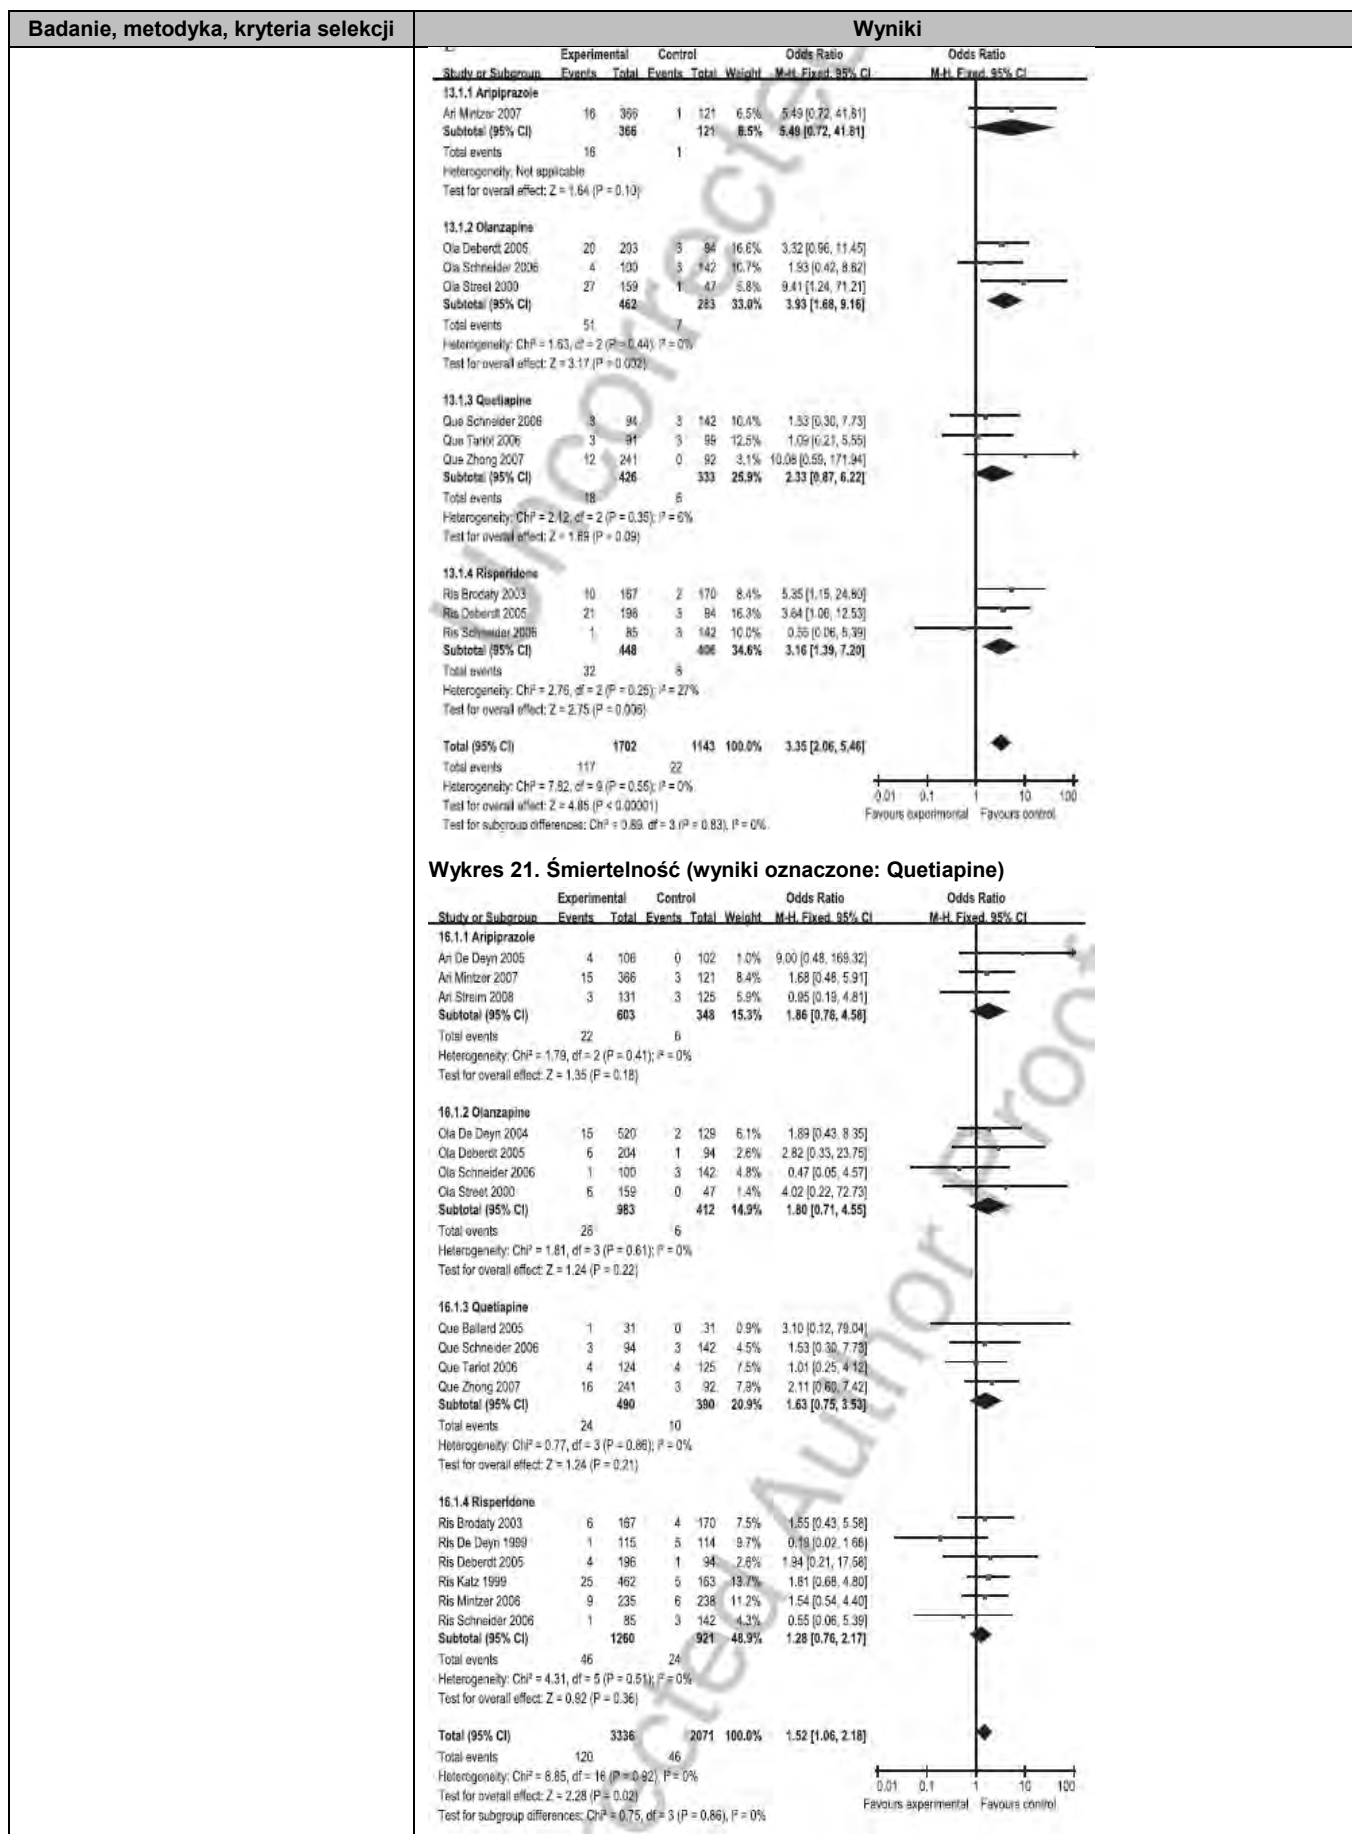 Badanie, metodyka, kryteria selekcji Wyniki
Experimental Control Odds Ratio Odds Ratio
Study or Subgroup Events Total Events Total Weight M-H. Fixed. 95% CI M-H. Fixed. 95% CI
13.1.1 Aripiprazole
Ari Mintzer 2007 16 366 1 121 6.5% 5.49 [0.72, 41.81]
Subtotal (95% CI) 366 121 6.5% 5.49 [0.72, 41.81]
Total events 16 1
Heterogeneity: Not applicable
Test for overall effect: Z = 1.64 (P = 0.10)
13.1.2 Olanzapine
Ola Deberdt 2005 20 203 3 94 16.6% 3.32 [0.96, 11.45]
Ola Schneider 2006 4 100 3 142 10.7% 1.93 [0.42, 8.82]
Ola Street 2000 27 159 1 47 5.8% 9.41 [1.24, 71.21]
Subtotal (95% CI) 462 283 33.0% 3.93 [1.68, 9.16]
Total events 51 7
Heterogeneity: Chi² = 1.63, df = 2 (P = 0.44); I² = 0%
Test for overall effect: Z = 3.17 (P = 0.002)
13.1.3 Quetiapine
Que Schneider 2006 3 94 3 142 10.4% 1.53 [0.30, 7.73]
Que Tariot 2006 3 91 3 99 12.5% 1.09 [0.21, 5.55]
Que Zhong 2007 12 241 0 92 3.1% 10.08 [0.59, 171.94]
Subtotal (95% CI) 426 333 25.9% 2.33 [0.87, 6.22]
Total events 18 6
Heterogeneity: Chi² = 2.12, df = 2 (P = 0.35); I² = 6%
Test for overall effect: Z = 1.69 (P = 0.09)
13.1.4 Risperidone
Ris Brodaty 2003 10 167 2 170 8.4% 5.35 [1.15, 24.80]
Ris Deberdt 2005 21 196 3 94 16.3% 3.64 [1.06, 12.53]
Ris Schneider 2006 1 85 3 142 10.0% 0.55 [0.06, 5.39]
Subtotal (95% CI) 448 406 34.6% 3.16 [1.39, 7.20]
Total events 32 8
Heterogeneity: Chi² = 2.76, df = 2 (P = 0.25); I² = 27%
Test for overall effect: Z = 2.75 (P = 0.006)
Total (95% CI) 1702 1143 100.0% 3.35 [2.06, 5.46]
Total events 117 22
Heterogeneity: Chi² = 7.82, df = 9 (P = 0.55); I² = 0%
Test for overall effect: Z = 4.85 (P < 0.00001)
Test for subgroup differences: Chi² = 0.89, df = 3 (P = 0.83), I² = 0%
0.01 0.1 1 10 100
Favours experimental Favours control
Wykres 21. Śmiertelność (wyniki oznaczone: Quetiapine)
Experimental Control Odds Ratio Odds Ratio
Study or Subgroup Events Total Events Total Weight M-H. Fixed. 95% CI M-H. Fixed. 95% CI
16.1.1 Aripiprazole
Ari De Deyn 2005 4 106 0 102 1.0% 9.00 [0.48, 169.32]
Ari Mintzer 2007 15 366 3 121 8.4% 1.68 [0.48, 5.91]
Ari Streim 2008 3 131 3 125 5.9% 0.95 [0.19, 4.81]
Subtotal (95% CI) 603 348 15.3% 1.86 [0.76, 4.58]
Total events 22 6
Heterogeneity: Chi² = 1.79, df = 2 (P = 0.41); I² = 0%
Test for overall effect: Z = 1.35 (P = 0.18)
16.1.2 Olanzapine
Ola De Deyn 2004 15 520 2 129 6.1% 1.89 [0.43, 8.35]
Ola Deberdt 2005 6 204 1 94 2.6% 2.82 [0.33, 23.75]
Ola Schneider 2006 1 100 3 142 4.8% 0.47 [0.05, 4.57]
Ola Street 2000 6 159 0 47 1.4% 4.02 [0.22, 72.73]
Subtotal (95% CI) 983 412 14.9% 1.80 [0.71, 4.55]
Total events 28 6
Heterogeneity: Chi² = 1.81, df = 3 (P = 0.61); I² = 0%
Test for overall effect: Z = 1.24 (P = 0.22)
16.1.3 Quetiapine
Que Ballard 2005 1 31 0 31 0.9% 3.10 [0.12, 79.04]
Que Schneider 2006 3 94 3 142 4.5% 1.53 [0.30, 7.73]
Que Tariot 2006 4 124 4 125 7.5% 1.01 [0.25, 4.12]
Que Zhong 2007 16 241 3 92 7.9% 2.11 [0.60, 7.42]
Subtotal (95% CI) 490 390 20.9% 1.63 [0.75, 3.53]
Total events 24 10
Heterogeneity: Chi² = 0.77, df = 3 (P = 0.86); I² = 0%
Test for overall effect: Z = 1.24 (P = 0.21)
16.1.4 Risperidone
Ris Brodaty 2003 6 167 4 170 7.5% 1.55 [0.43, 5.58]
Ris De Deyn 1999 1 115 5 114 9.7% 0.19 [0.02, 1.66]
Ris Deberdt 2005 4 196 1 94 2.6% 1.94 [0.21, 17.58]
Ris Katz 1999 25 462 5 163 13.7% 1.81 [0.68, 4.80]
Ris Mintzer 2006 9 235 6 238 11.2% 1.54 [0.54, 4.40]
Ris Schneider 2006 1 85 3 142 4.3% 0.55 [0.06, 5.39]
Subtotal (95% CI) 1260 921 48.9% 1.28 [0.76, 2.17]
Total events 46 24
Heterogeneity: Chi² = 4.31, df = 5 (P = 0.51); I² = 0%
Test for overall effect: Z = 0.92 (P = 0.36)
Total (95% CI) 3336 2071 100.0% 1.52 [1.06, 2.18]
Total events 120 46
Heterogeneity: Chi² = 8.85, df = 16 (P = 0.92), I² = 0%
Test for overall effect: Z = 2.28 (P = 0.02)
Test for subgroup differences: Chi² = 0.75, df = 3 (P = 0.86), I² = 0%
0.01 0.1 1 10 100
Favours experimental Favours control
Uncorrected Author Proof